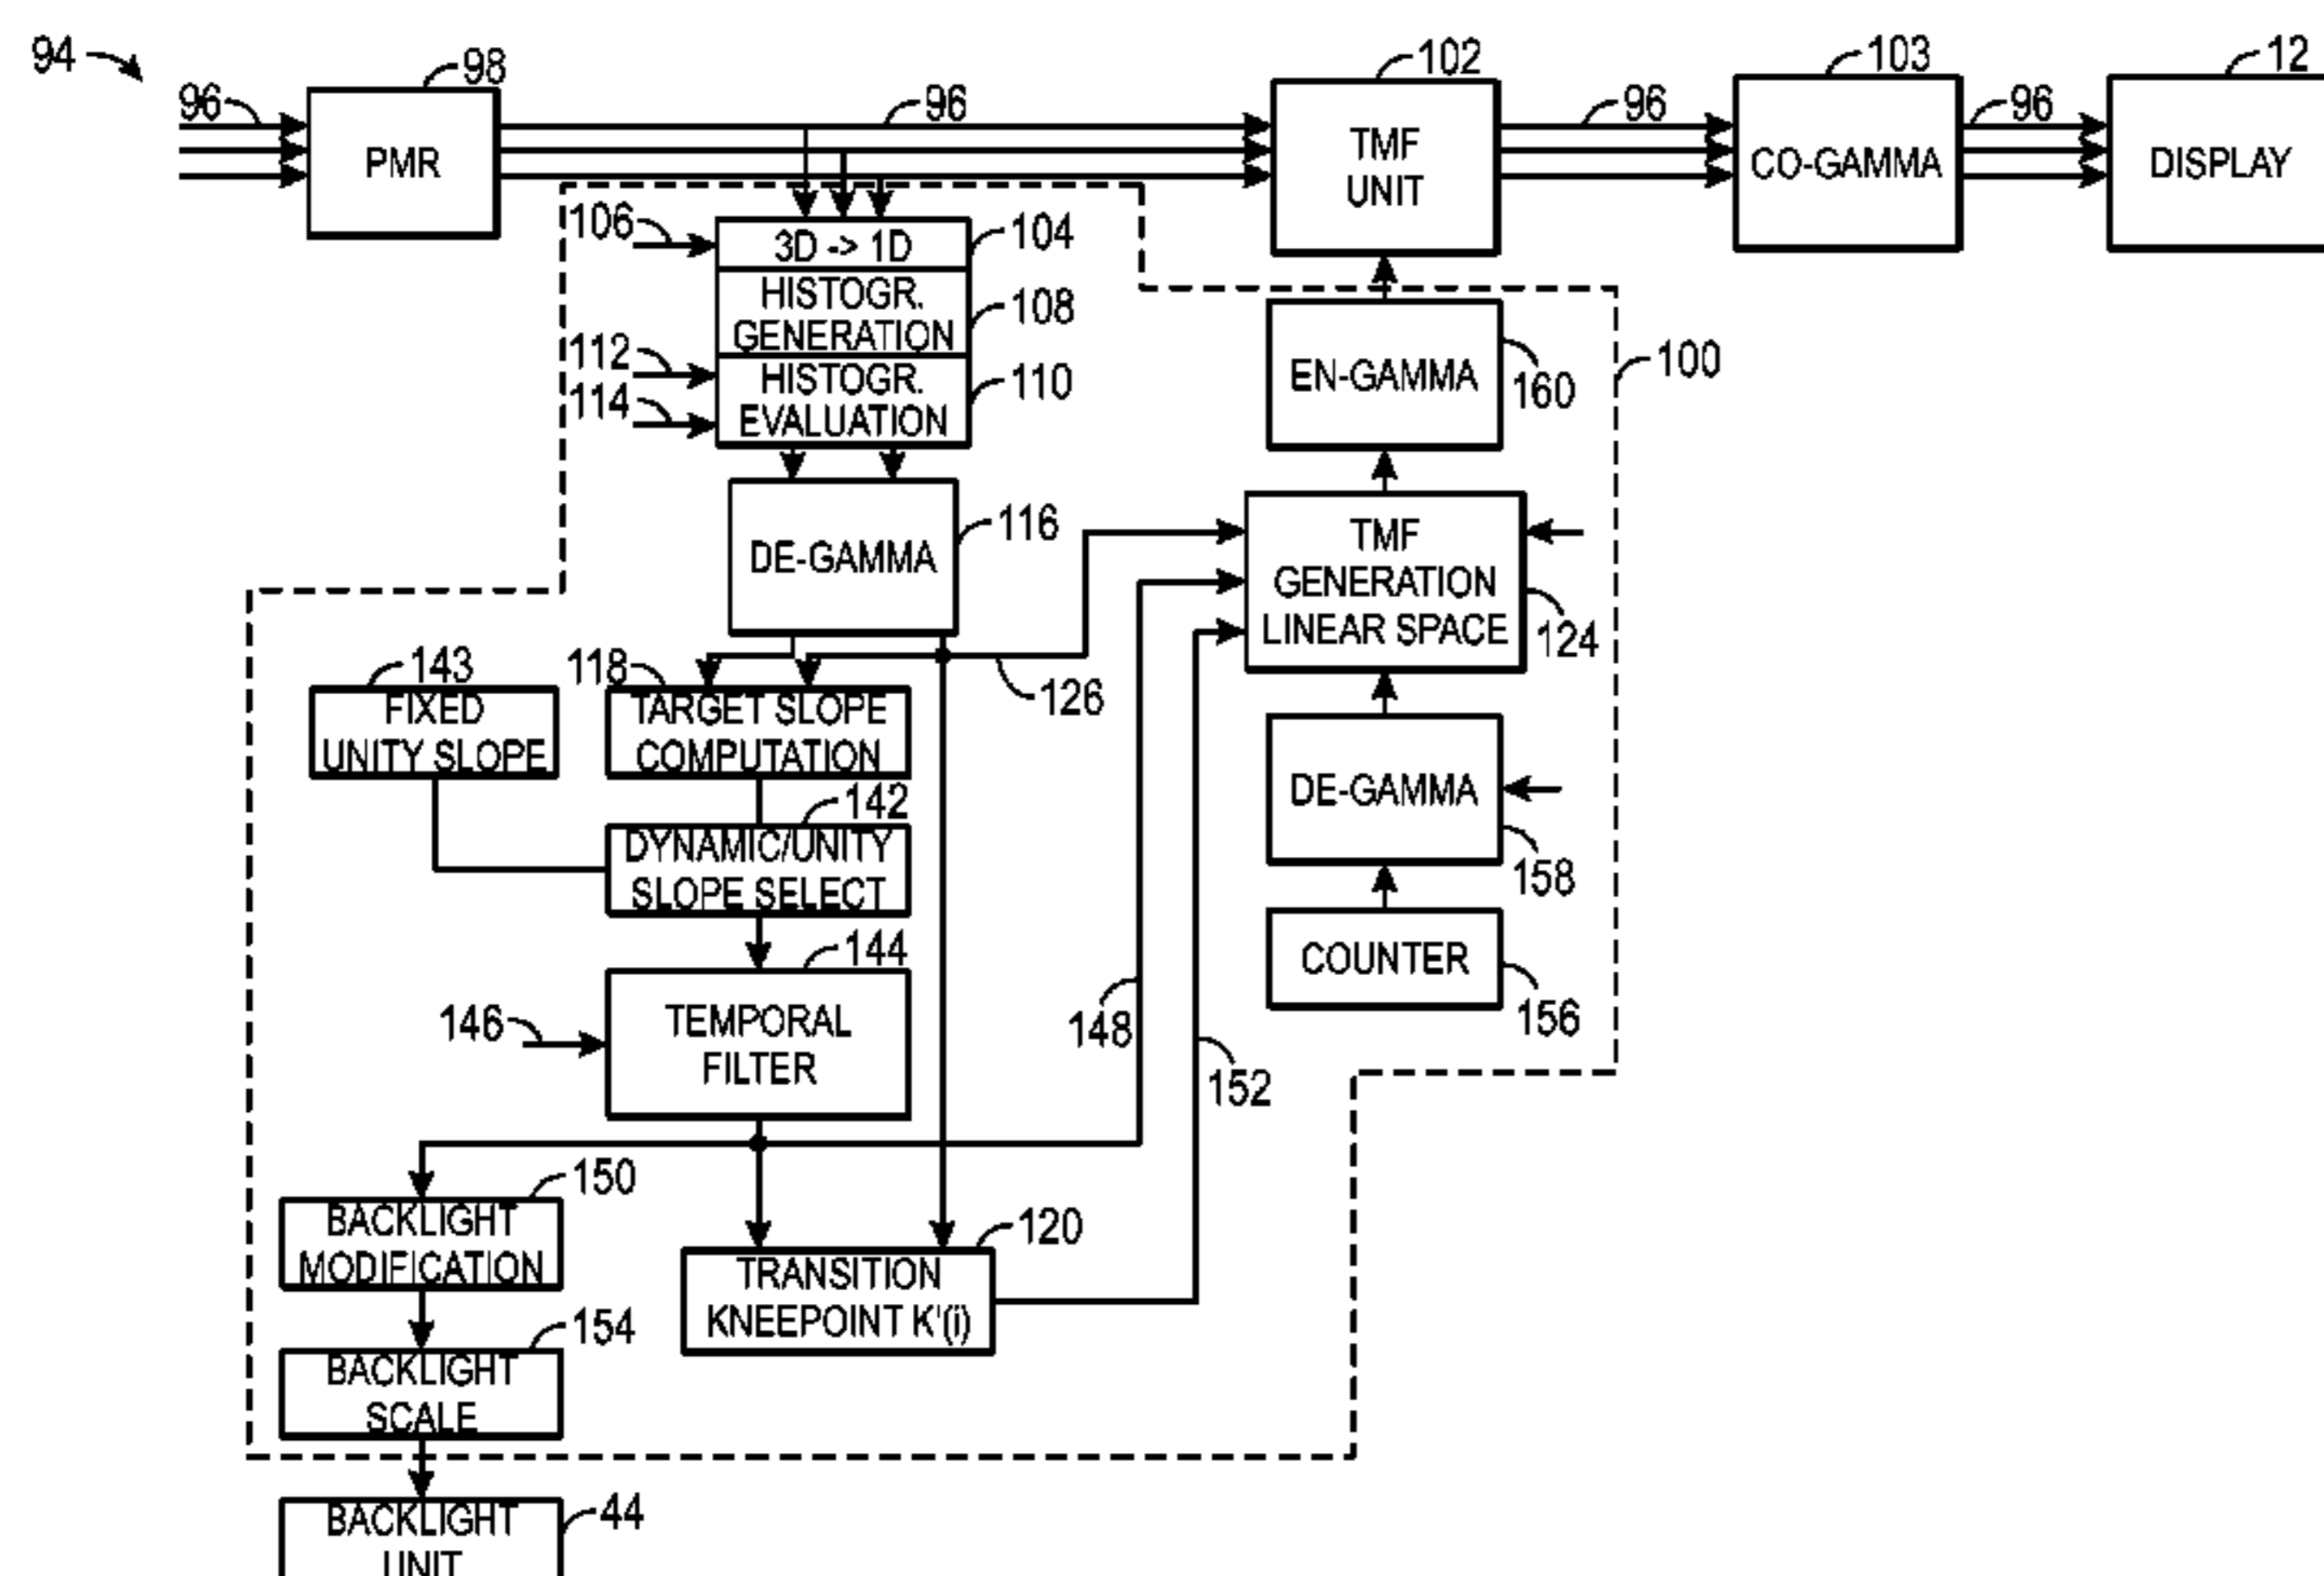 94
96
98
PMR
96
102
TMF
UNIT
96
103
CO-GAMMA
96
12
DISPLAY
106
3D -> 1D
104
HISTOGR.
GENERATION
108
112
114
HISTOGR.
EVALUATION
110
EN-GAMMA
160
100
DE-GAMMA
116
TMF
GENERATION
LINEAR SPACE
124
126
143
FIXED
UNITY SLOPE
118
TARGET SLOPE
COMPUTATION
142
DYNAMIC/UNITY
SLOPE SELECT
DE-GAMMA
158
COUNTER
156
144
146
TEMPORAL
FILTER
148
152
150
BACKLIGHT
MODIFICATION
120
TRANSITION
KNEEPOINT K'(i)
154
BACKLIGHT
SCALE
44
BACKLIGHT
UNIT